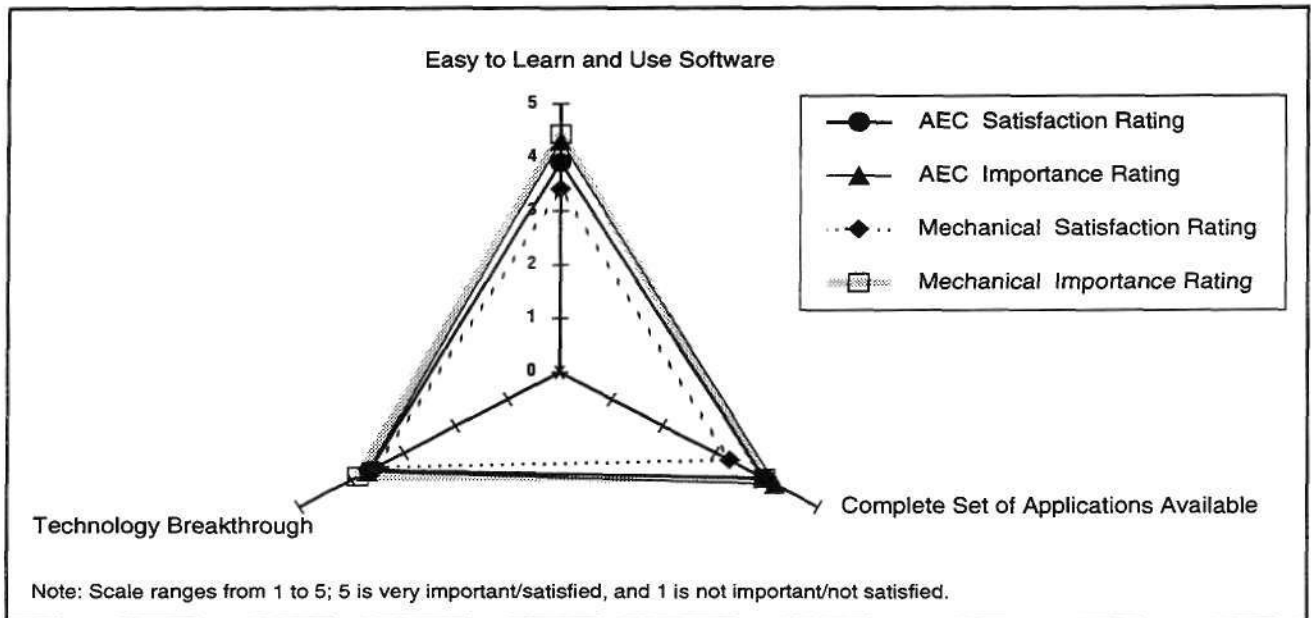 Easy to Learn and Use Software
5
4
3
2
1
0
AEC Satisfaction Rating
AEC Importance Rating
Mechanical Satisfaction Rating
Mechanical Importance Rating
Technology Breakthrough
Complete Set of Applications Available
Note: Scale ranges from 1 to 5; 5 is very important/satisfied, and 1 is not important/not satisfied.